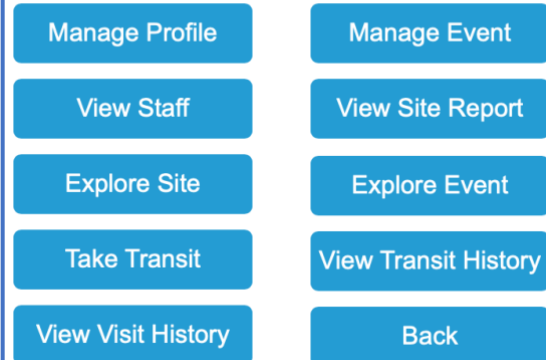 Manage Profile
Manage Event
View Staff
View Site Report
Explore Site
Explore Event
Take Transit
View Transit History
View Visit History
Back